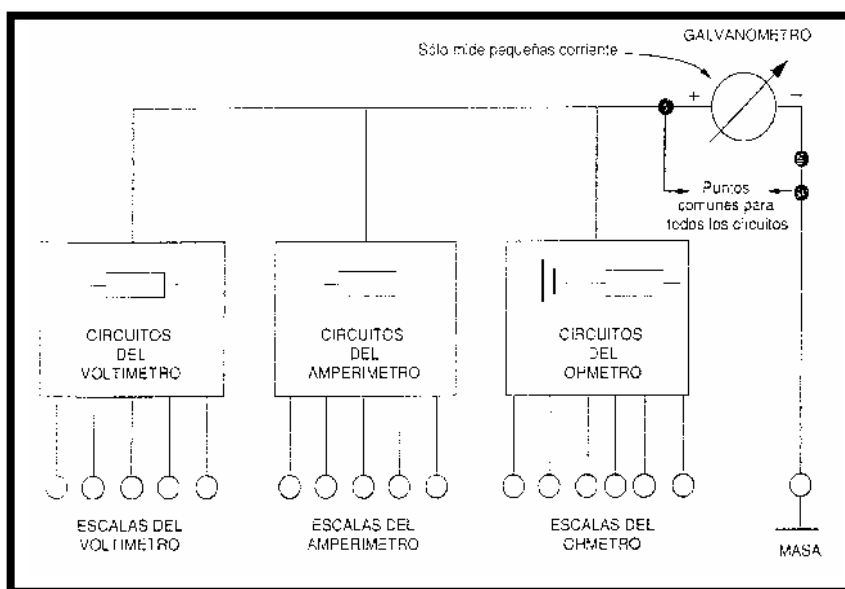 GALVANOMETRO
Sólo mide pequeñas corriente
+
−
Puntos
comunes para
todos los circuitos
CIRCUITOS
DEL
VOLTIMETRO
CIRCUITOS
DEL
AMPERIMETRO
CIRCUITOS
DEL
OHMETRO
ESCALAS DEL
VOLTIMETRO
ESCALAS DEL
AMPERIMETRO
ESCALAS DEL
OHMETRO
MASA